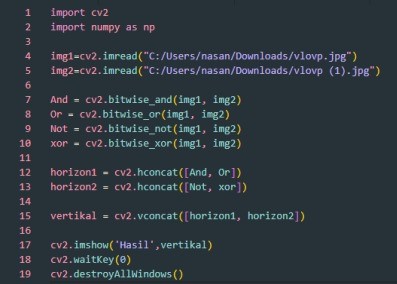 1 import cv2
2 import numpy as np
3
4 img1=cv2.imread("C:/Users/nasan/Downloads/vlovp.jpg")
5 img2=cv2.imread("C:/Users/nasan/Downloads/vlovp (1).jpg")
6
7 And = cv2.bitwise_and(img1, img2)
8 Or = cv2.bitwise_or(img1, img2)
9 Not = cv2.bitwise_not(img1, img2)
10 xor = cv2.bitwise_xor(img1, img2)
11
12 horizon1 = cv2.hconcat([And, Or])
13 horizon2 = cv2.hconcat([Not, xor])
14
15 vertikal = cv2.vconcat([horizon1, horizon2])
16
17 cv2.imshow('Hasil',vertikal)
18 cv2.waitKey(0)
19 cv2.destroyAllWindows()